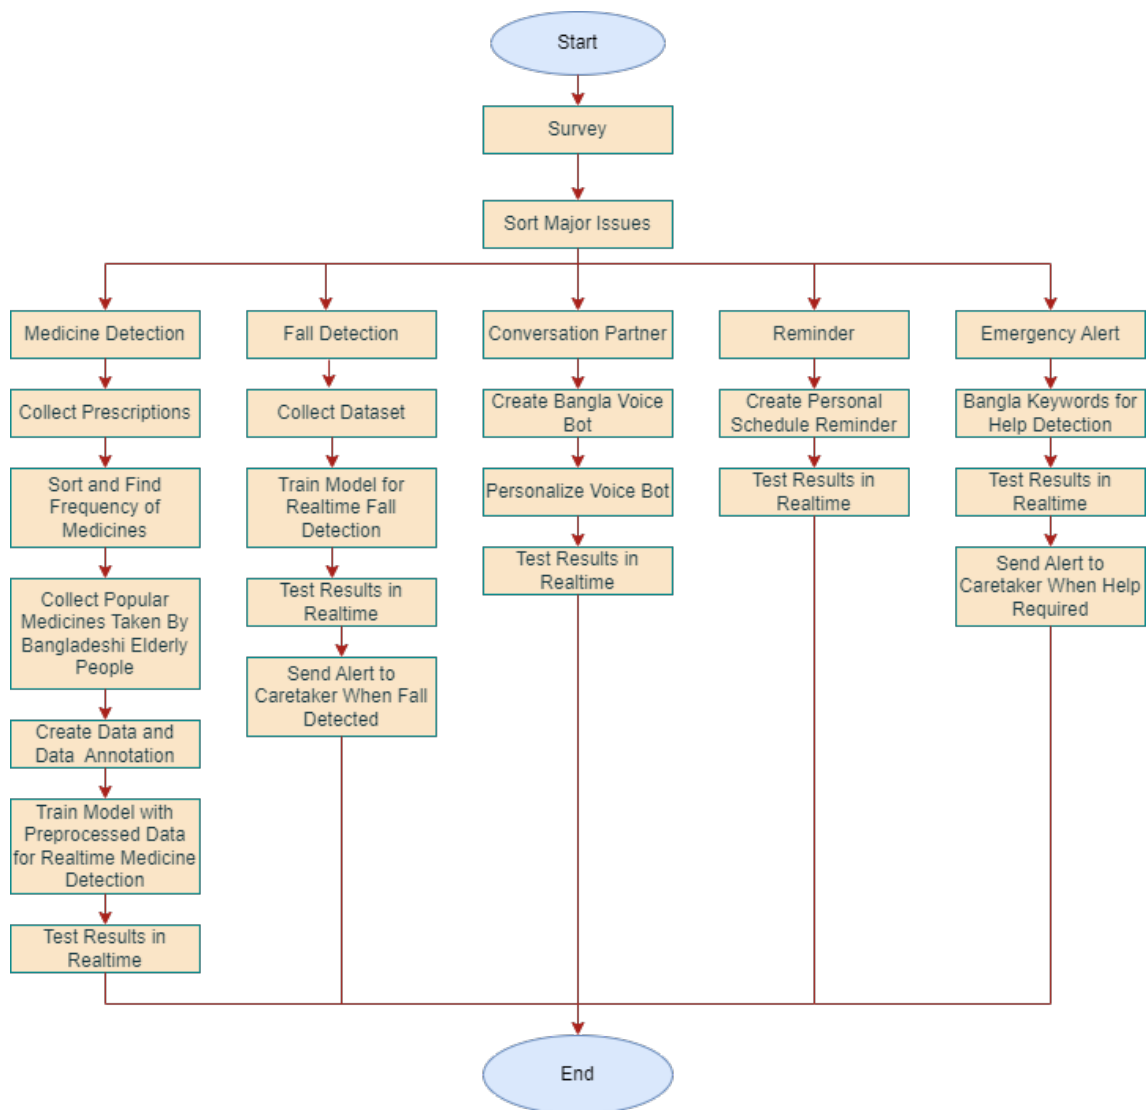 Start
Survey
Sort Major Issues
Medicine Detection
Collect Prescriptions
Sort and Find
Frequency of
Medicines
Collect Popular
Medicines Taken By
Bangladeshi Elderly
People
Create Data and
Data Annotation
Train Model with
Preprocessed Data
for Realtime Medicine
Detection
Test Results in
Realtime
Fall Detection
Collect Dataset
Train Model for
Realtime Fall
Detection
Test Results in
Realtime
Send Alert to
Caretaker When Fall
Detected
Conversation Partner
Create Bangla Voice
Bot
Personalize Voice Bot
Test Results in
Realtime
Reminder
Create Personal
Schedule Reminder
Test Results in
Realtime
Emergency Alert
Bangla Keywords for
Help Detection
Test Results in
Realtime
Send Alert to
Caretaker When Help
Required
End